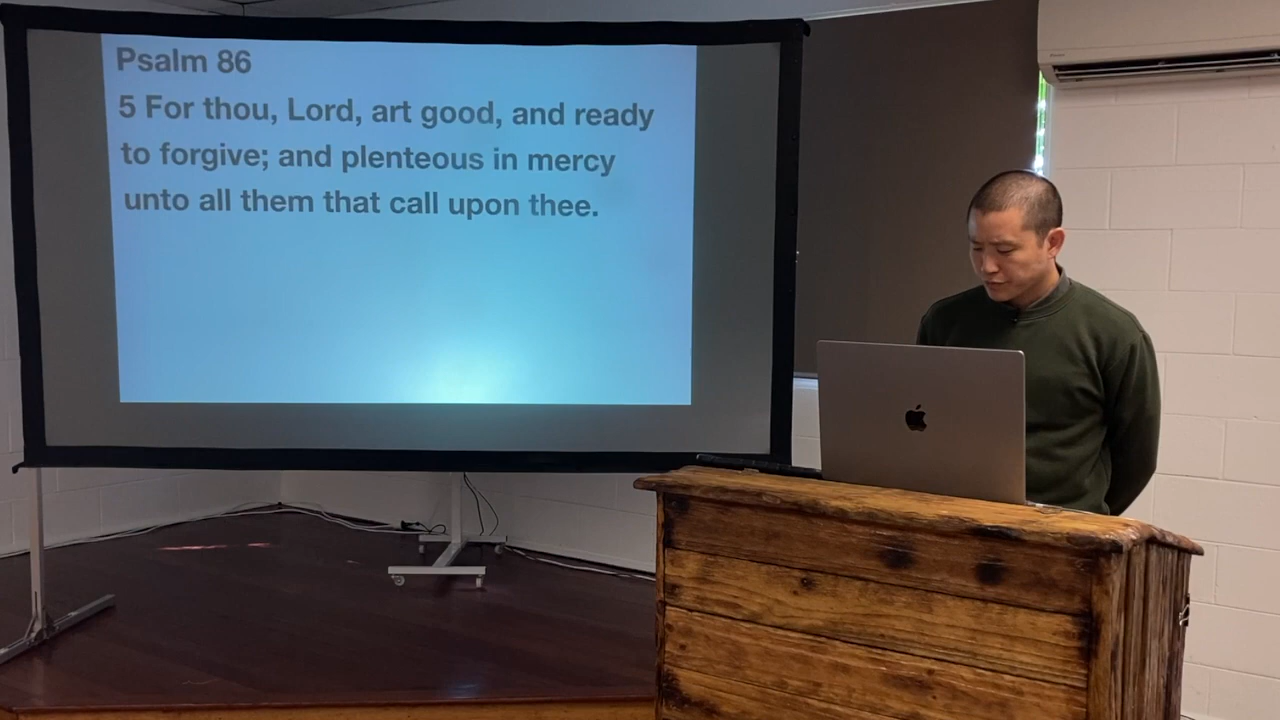 Psalm 86
5 For thou, Lord, art good, and ready
to forgive; and plenteous in mercy
unto all them that call upon thee.